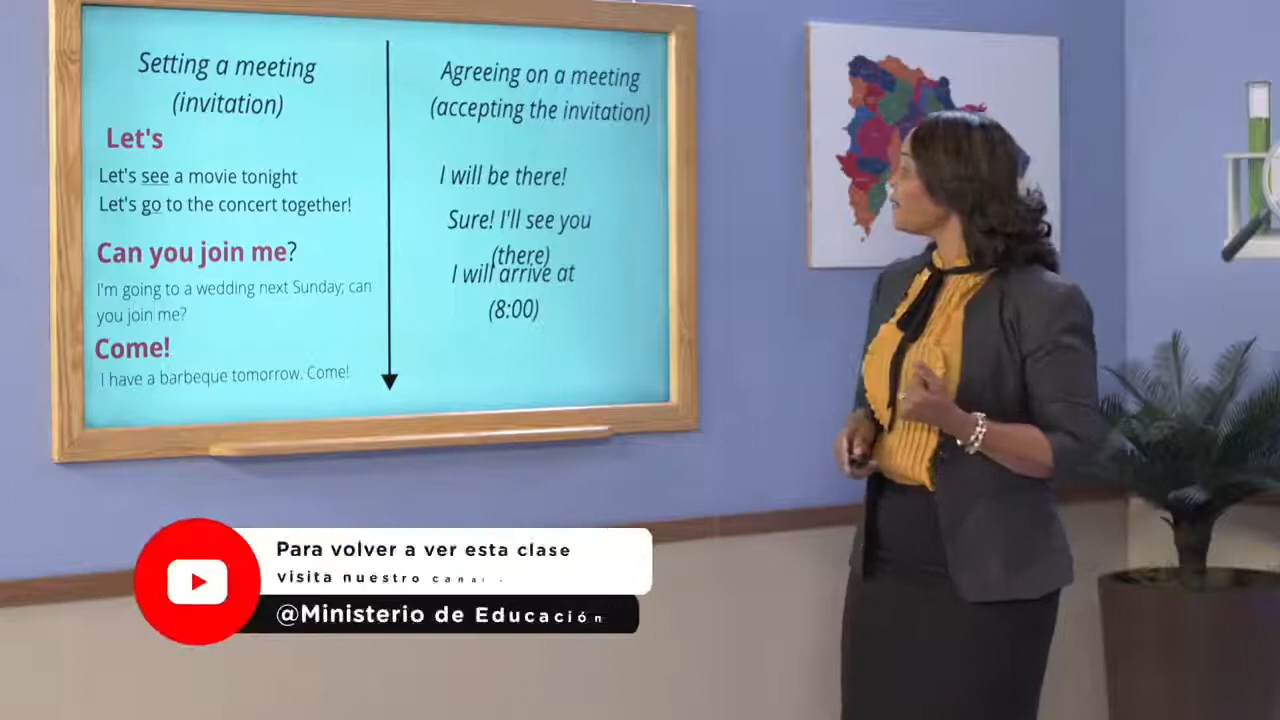 Setting a meeting
(invitation)
Let's
Let's see a movie tonight
Let's go to the concert together!
Can you join me?
I'm going to a wedding next Sunday; can
you join me?
Come!
I have a barbeque tomorrow. Come!
Agreeing on a meeting
(accepting the invitation)
I will be there!
Sure! I'll see you
(there)
I will arrive at
(8:00)
Para volver a ver esta clase
visita nuestro canal
@Ministerio de Educación